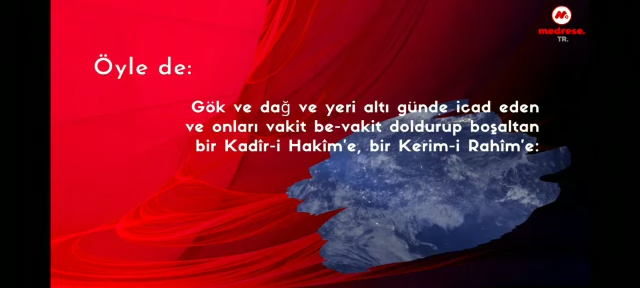 medrese.
TR.
Öyle de:
Gök ve dağ ve yeri altı günde icad eden
ve onları vakit be-vakit doldurup boşaltan
bir Kadîr-i Hakîm'e, bir Kerim-i Rahîm'e: